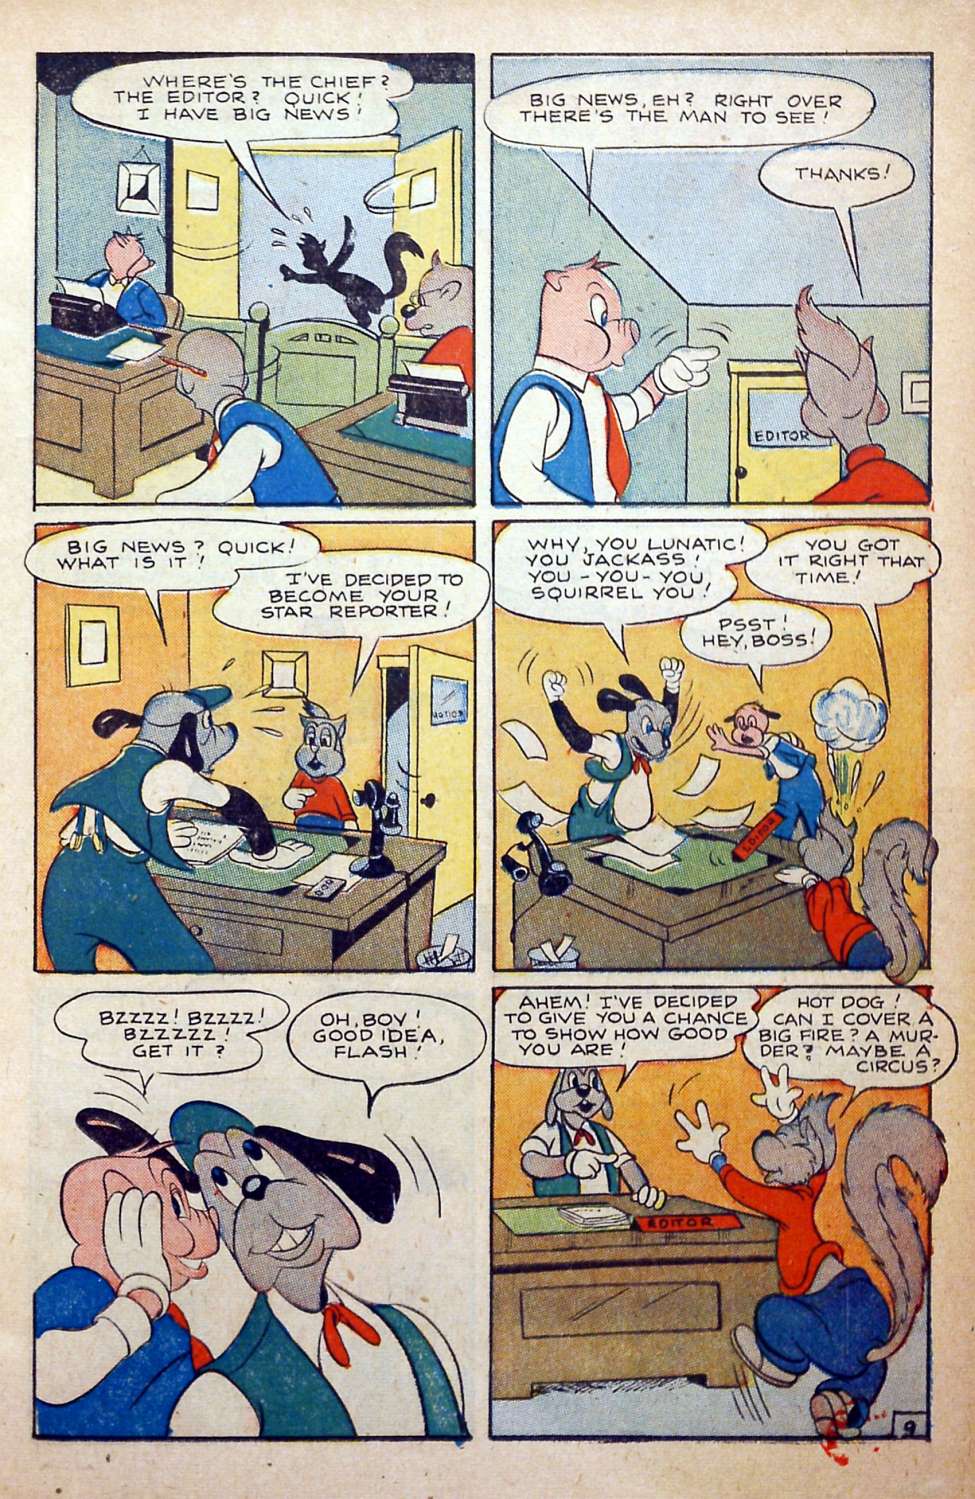 WHERE'S THE CHIEF?
THE EDITOR? QUICK!
I HAVE BIG NEWS!
BIG NEWS, EH? RIGHT OVER
THERE'S THE MAN TO SEE!
THANKS!
EDITOR
BIG NEWS? QUICK!
WHAT IS IT!
I'VE DECIDED TO
BECOME YOUR
STAR REPORTER!
WHY, YOU LUNATIC!
YOU JACKASS!
YOU - YOU - YOU,
SQUIRREL YOU!
YOU GOT
IT RIGHT THAT
TIME!
PSST!
HEY, BOSS!
BZZZZ! BZZZZ!
BZZZZZ!
GET IT?
OH, BOY!
GOOD IDEA,
FLASH!
AHEM! I'VE DECIDED
TO GIVE YOU A CHANCE
TO SHOW HOW GOOD
YOU ARE!
HOT DOG!
CAN I COVER A
BIG FIRE? A MUR-
DER? MAYBE A
CIRCUS?
EDITOR
9